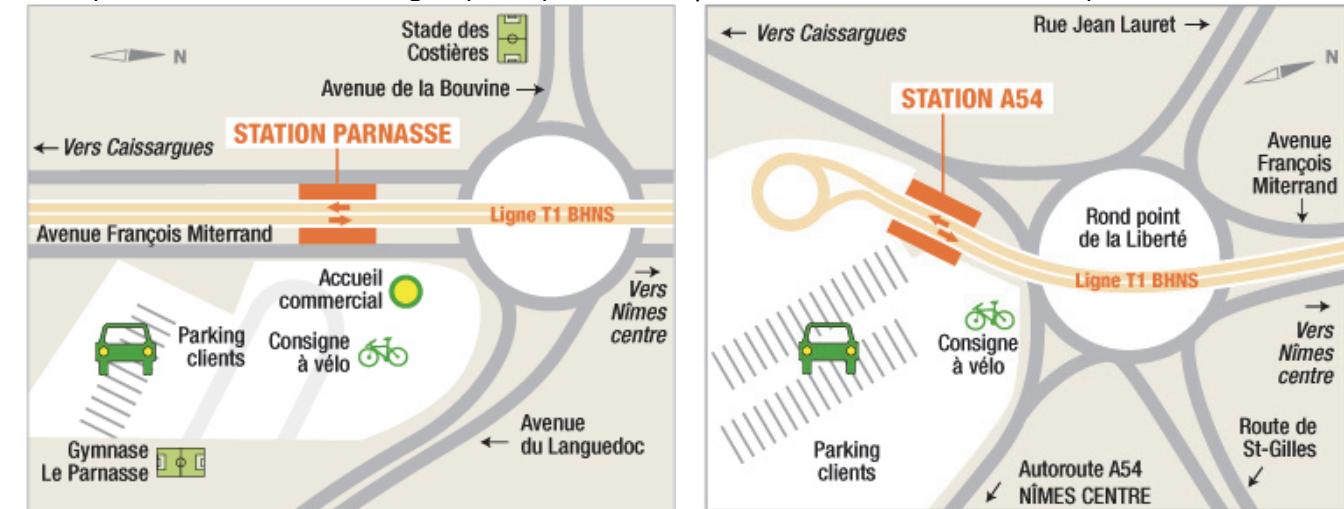 Stade des
Costières
Avenue de la Bouvine →
N
STATION PARNASSE
← Vers Caissargues
Ligne T1 BHNS
Avenue François Miterrand
Accueil
commercial
→
Vers
Nîmes
centre
Parking
clients
Consigne
à vélo
Avenue
← du Languedoc
Gymnase
Le Parnasse
← Vers Caissargues
Rue Jean Lauret →
N
STATION A54
Avenue
François
Miterrand
↓
Rond point
de la Liberté
Ligne T1 BHNS
→
Vers
Nîmes
centre
Consigne
à vélo
Parking
clients
Route de
St-Gilles
Autoroute A54
NÎMES CENTRE